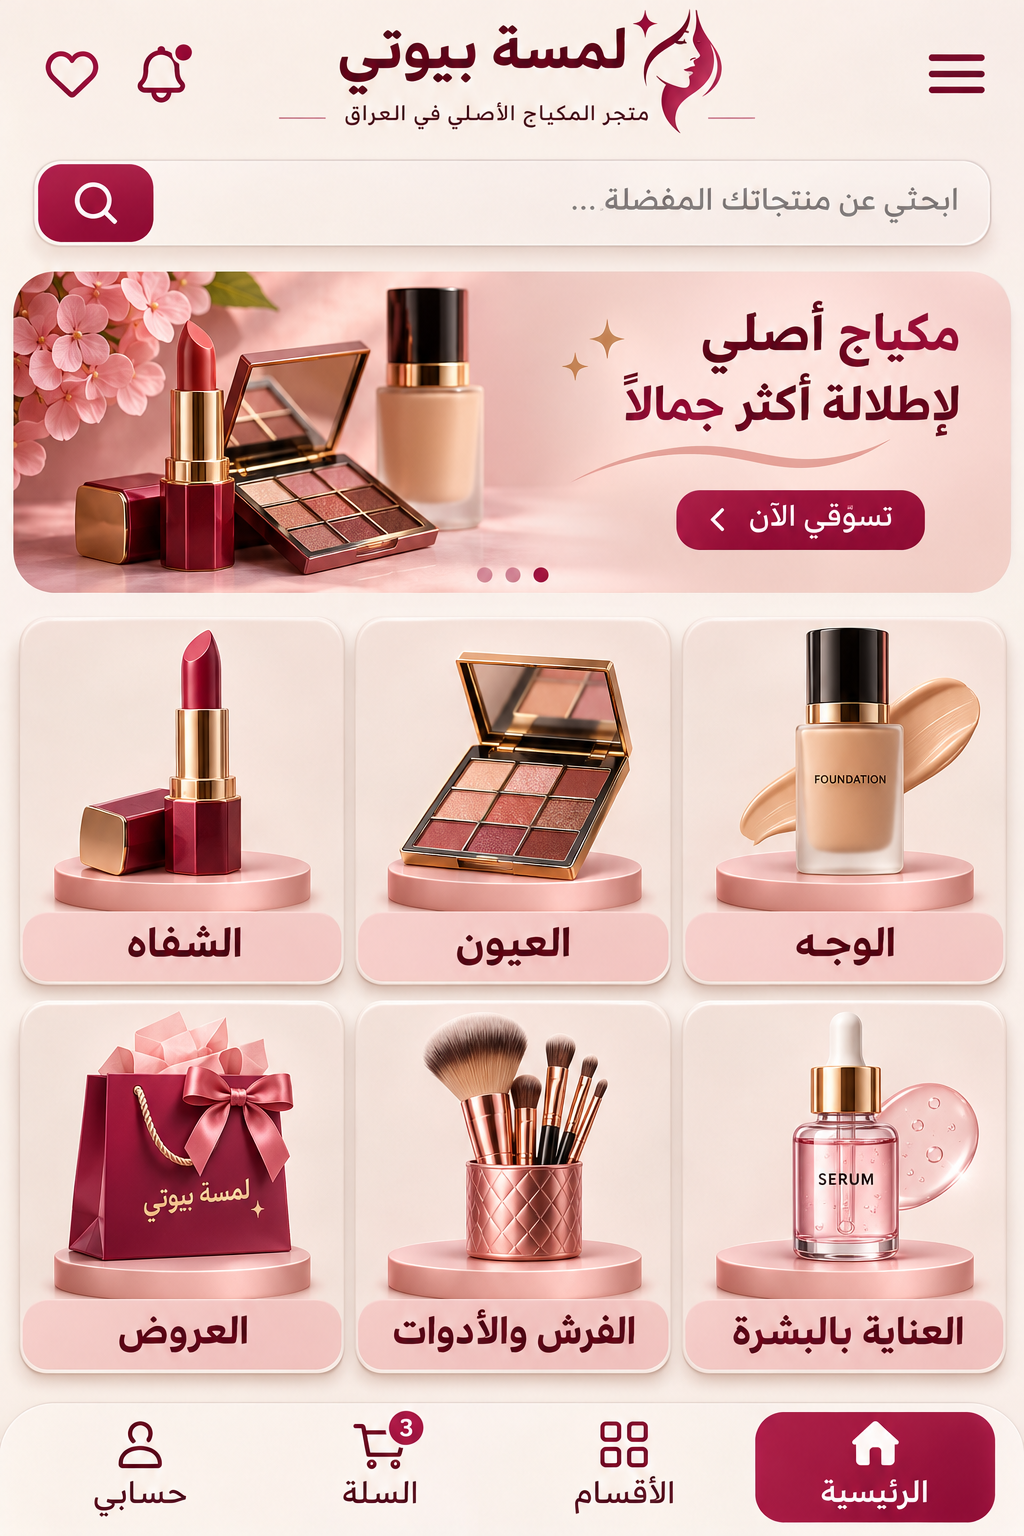 لمسة بيوتي
متجر المكياج الأصلي في العراق
ابحثي عن منتجاتك المفضلة ...
مكياج أصلي
لإطلالة أكثر جمالاً
تسوّقي الآن
FOUNDATION
الوجه
العيون
الشفاه
SERUM
لمسة بيوتي
العناية بالبشرة
الفرش والأدوات
العروض
الرئيسية
الأقسام
3
السلة
حسابي